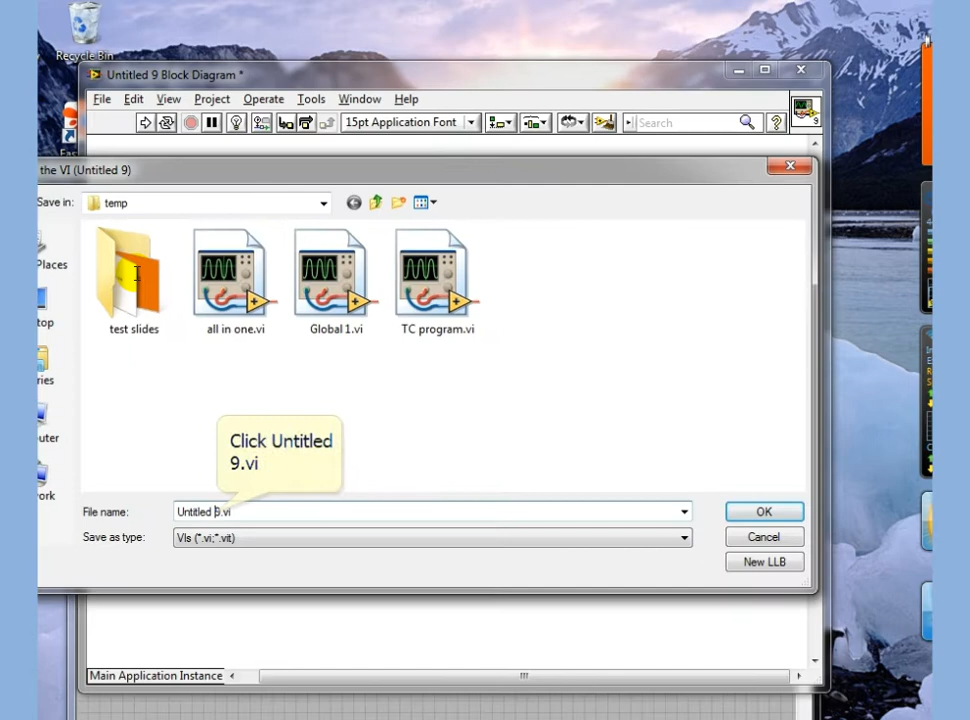 Recycle Bin
Untitled 9 Block Diagram *
File Edit View Project Operate Tools Window Help
15pt Application Font
Search
?
9
the VI (Untitled 9)
Save in:
temp
Places
top
ries
uter
work
test slides
all in one.vi
Global 1.vi
TC program.vi
Click Untitled
9.vi
File name:
Untitled 9.vi
OK
Save as type:
VIs (*.vi;*.vit)
Cancel
New LLB
Main Application Instance